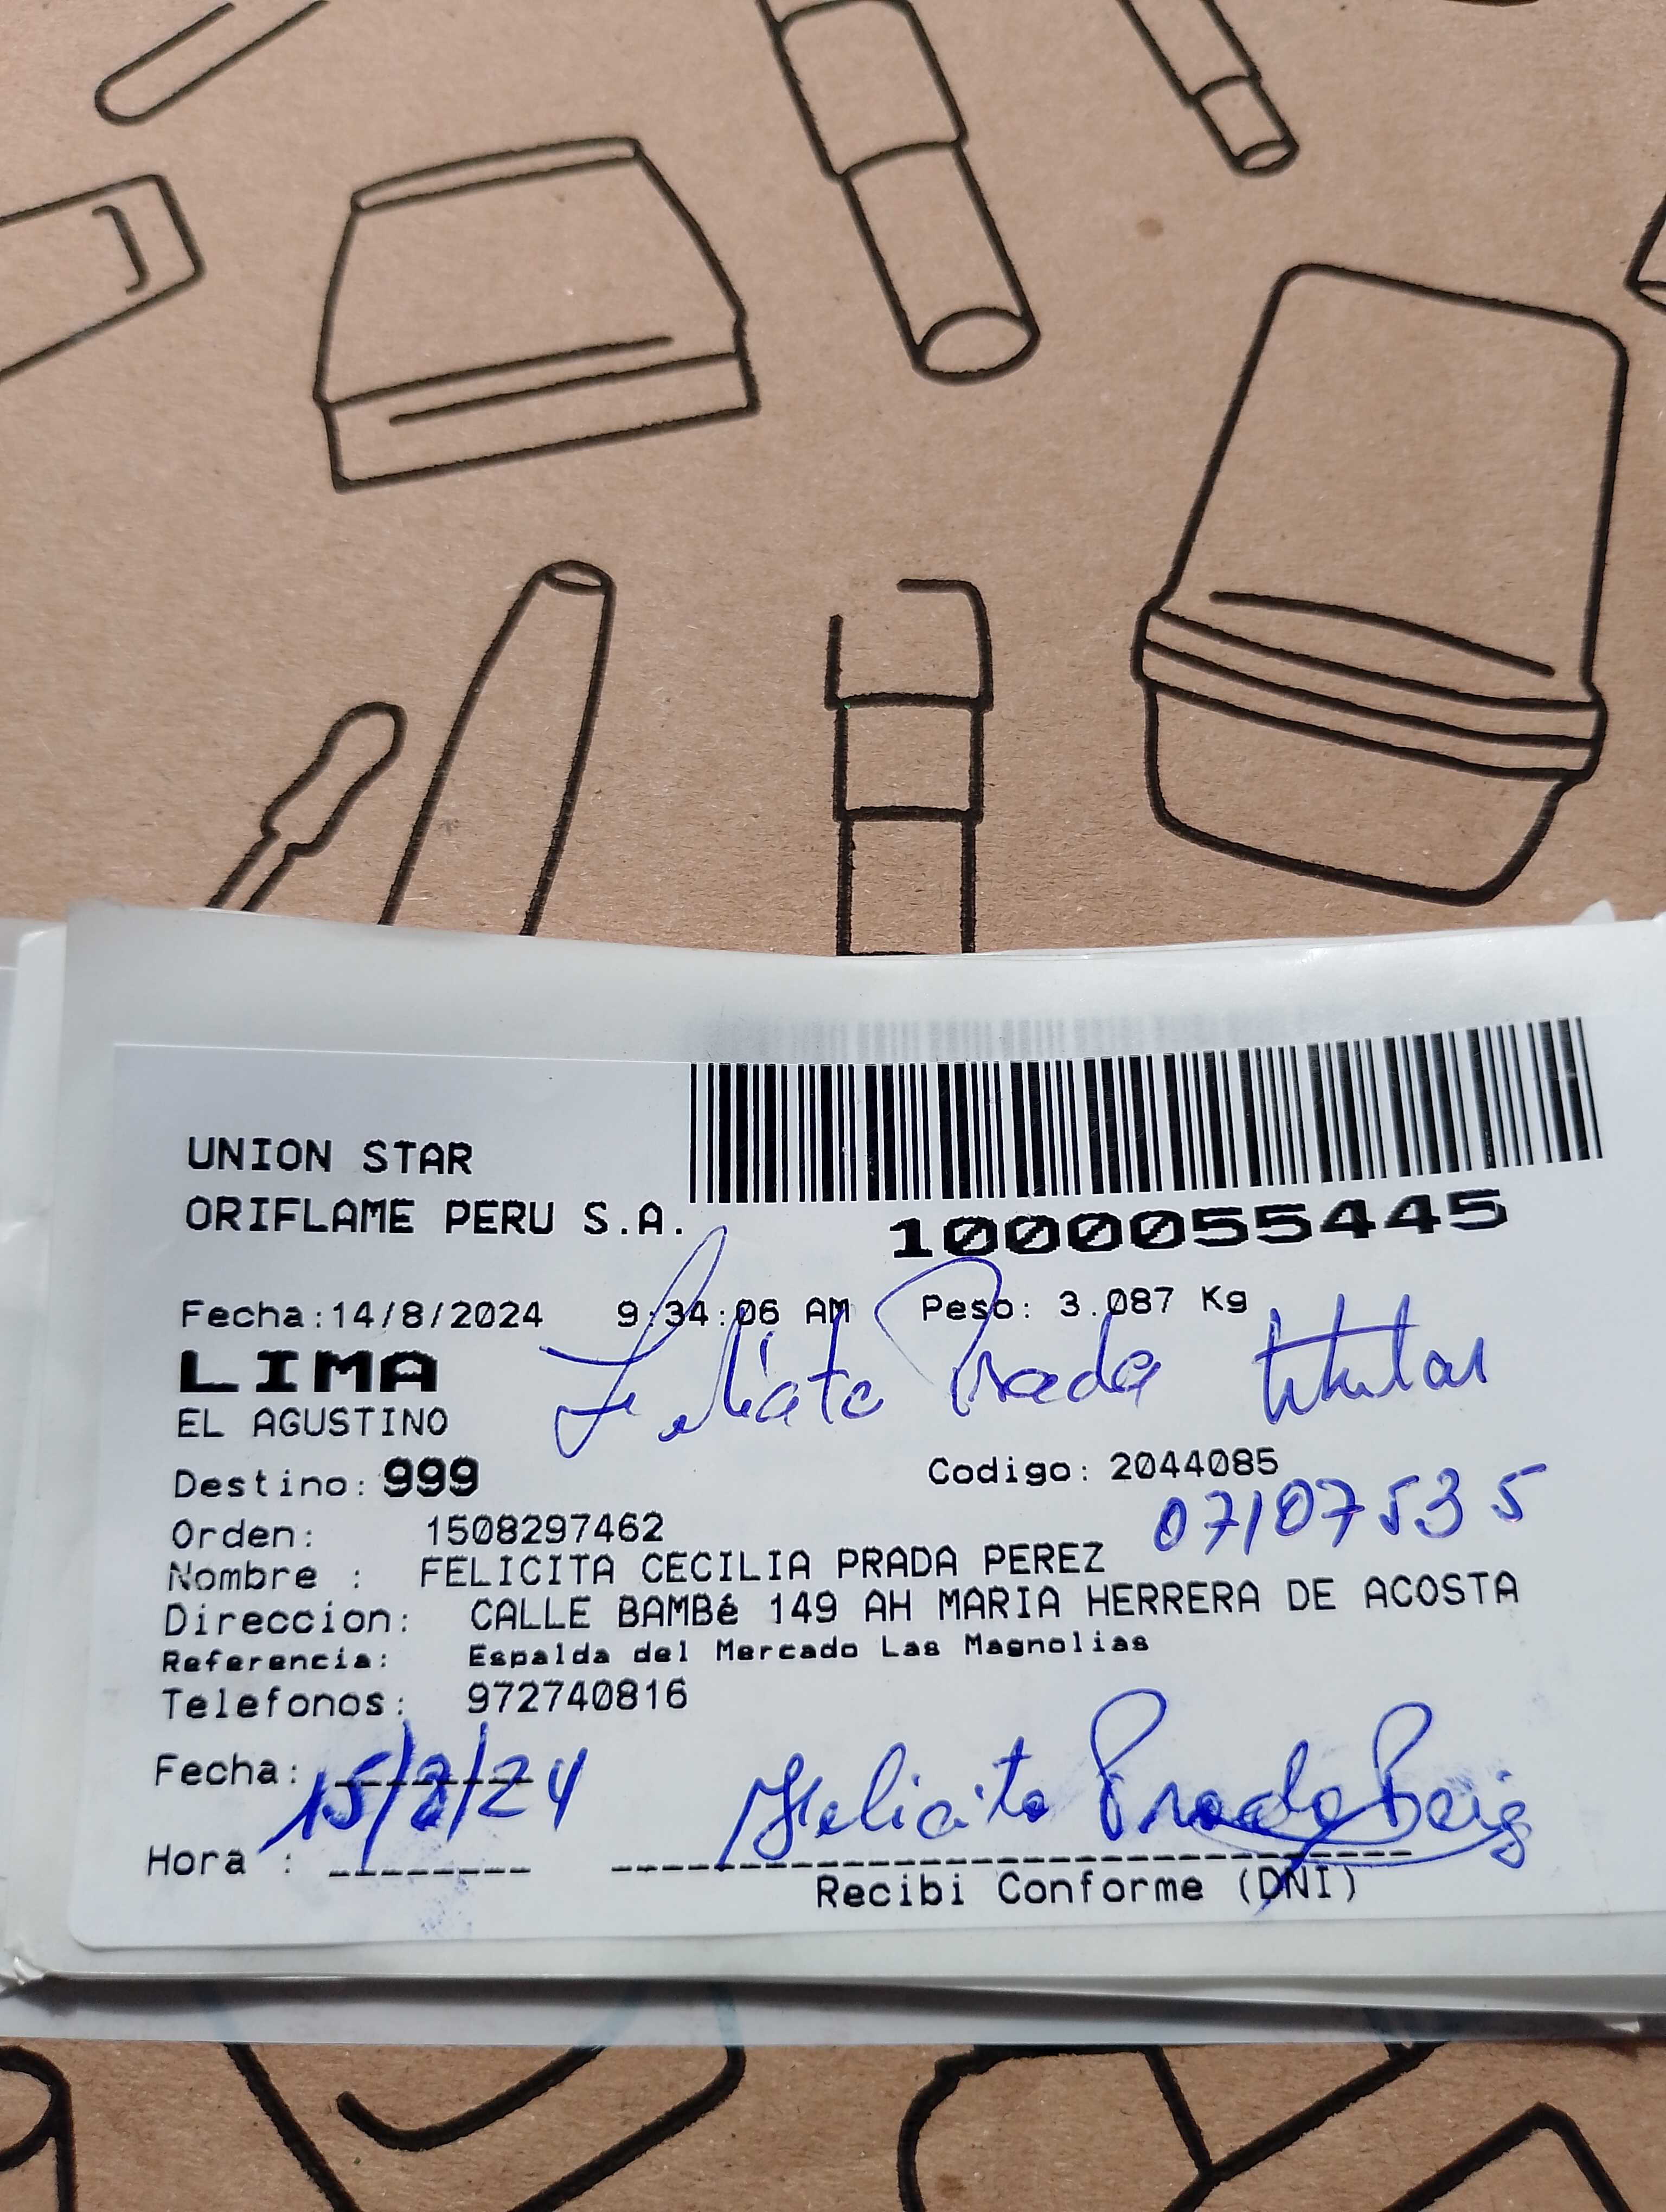 UNION STAR
ORIFLAME PERU S.A.
1000055445
Fecha:14/8/2024 9:34:06 AM Peso: 3.087 Kg
LIMA
Prada titular
EL AGUSTINO
Destino: 999 Codigo: 2044085
07107535
Orden: 1508297462
Nombre : FELICITA CECILIA PRADA PEREZ
Direccion: CALLE BAMBé 149 AH MARIA HERRERA DE ACOSTA
Referencia: Espalda del Mercado Las Magnolias
Telefonos: 972740816
Fecha: 15/8/24
Felicita Prada
Hora :
Recibi Conforme (DNI)